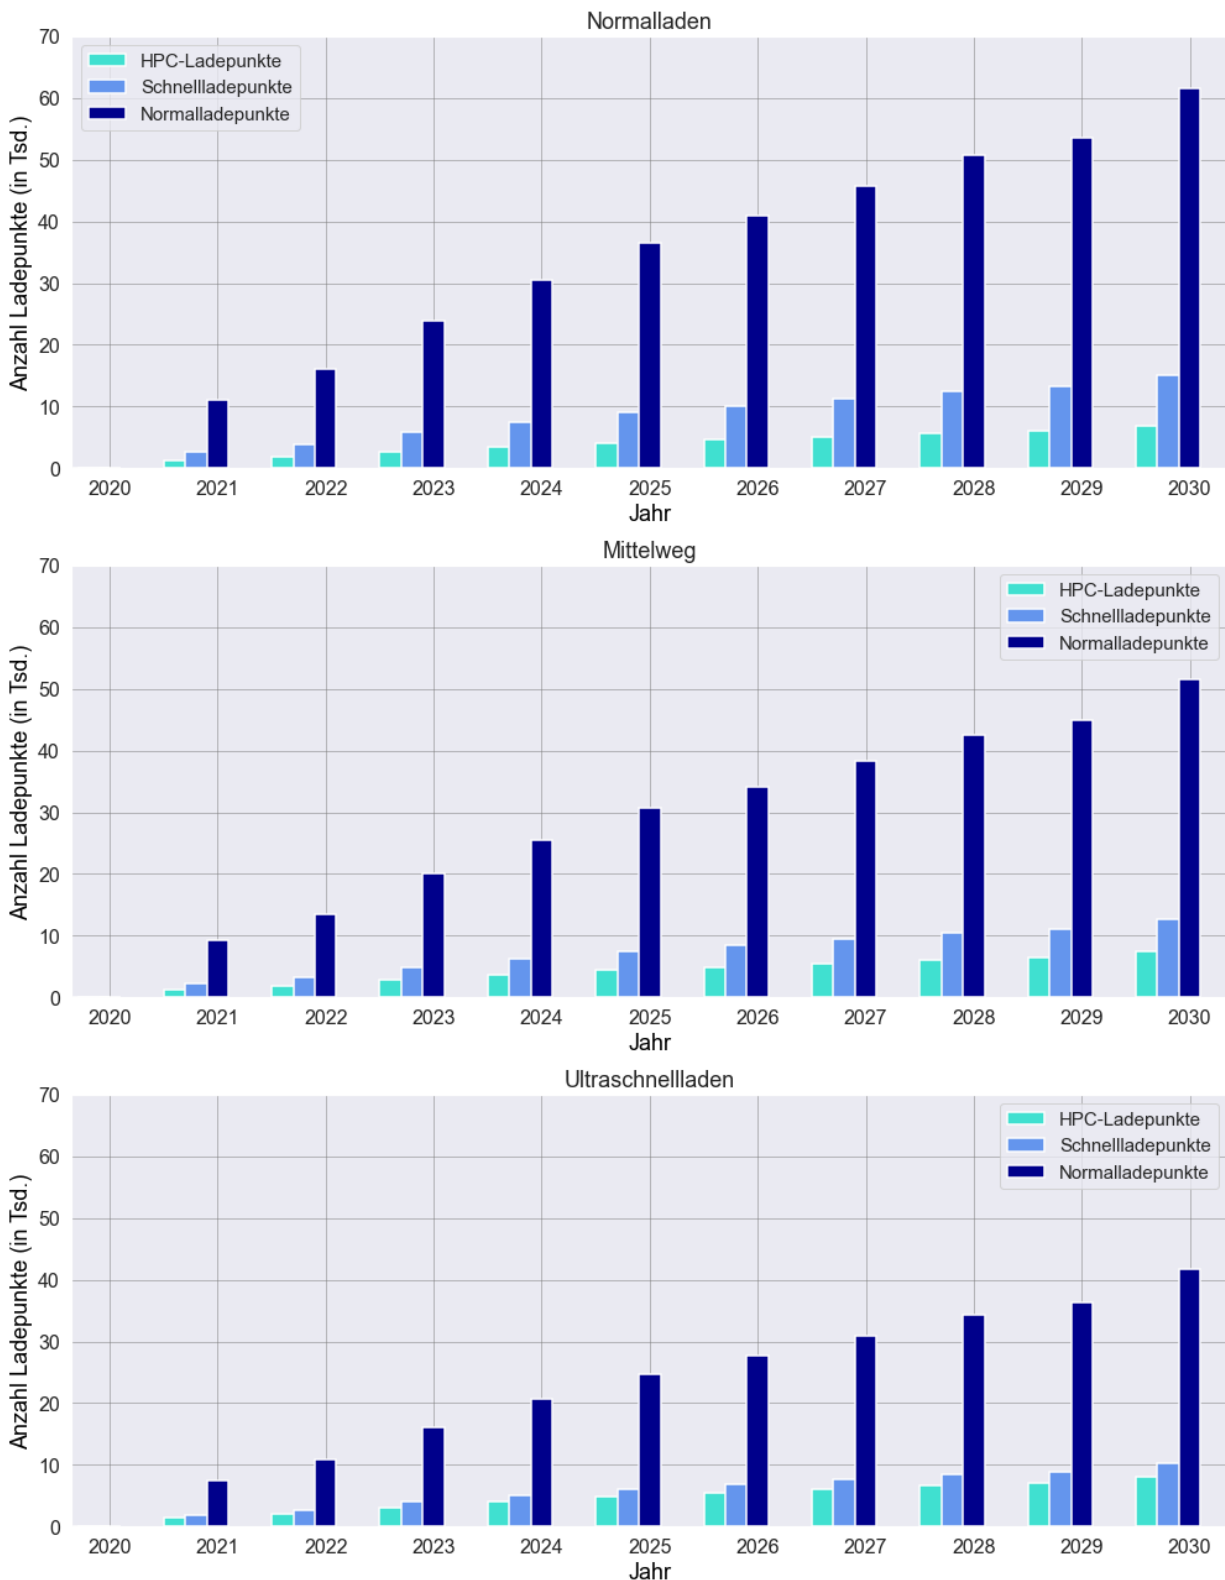 Normalladen
70
60
50
40
30
20
10
0
Anzahl Ladepunkte (in Tsd.)
HPC-Ladepunkte
Schnellladepunkte
Normalladepunkte
2020 2021 2022 2023 2024 2025 2026 2027 2028 2029 2030
Jahr
Mittelweg
70
60
50
40
30
20
10
0
Anzahl Ladepunkte (in Tsd.)
HPC-Ladepunkte
Schnellladepunkte
Normalladepunkte
2020 2021 2022 2023 2024 2025 2026 2027 2028 2029 2030
Jahr
Ultraschnellladen
70
60
50
40
30
20
10
0
Anzahl Ladepunkte (in Tsd.)
HPC-Ladepunkte
Schnellladepunkte
Normalladepunkte
2020 2021 2022 2023 2024 2025 2026 2027 2028 2029 2030
Jahr